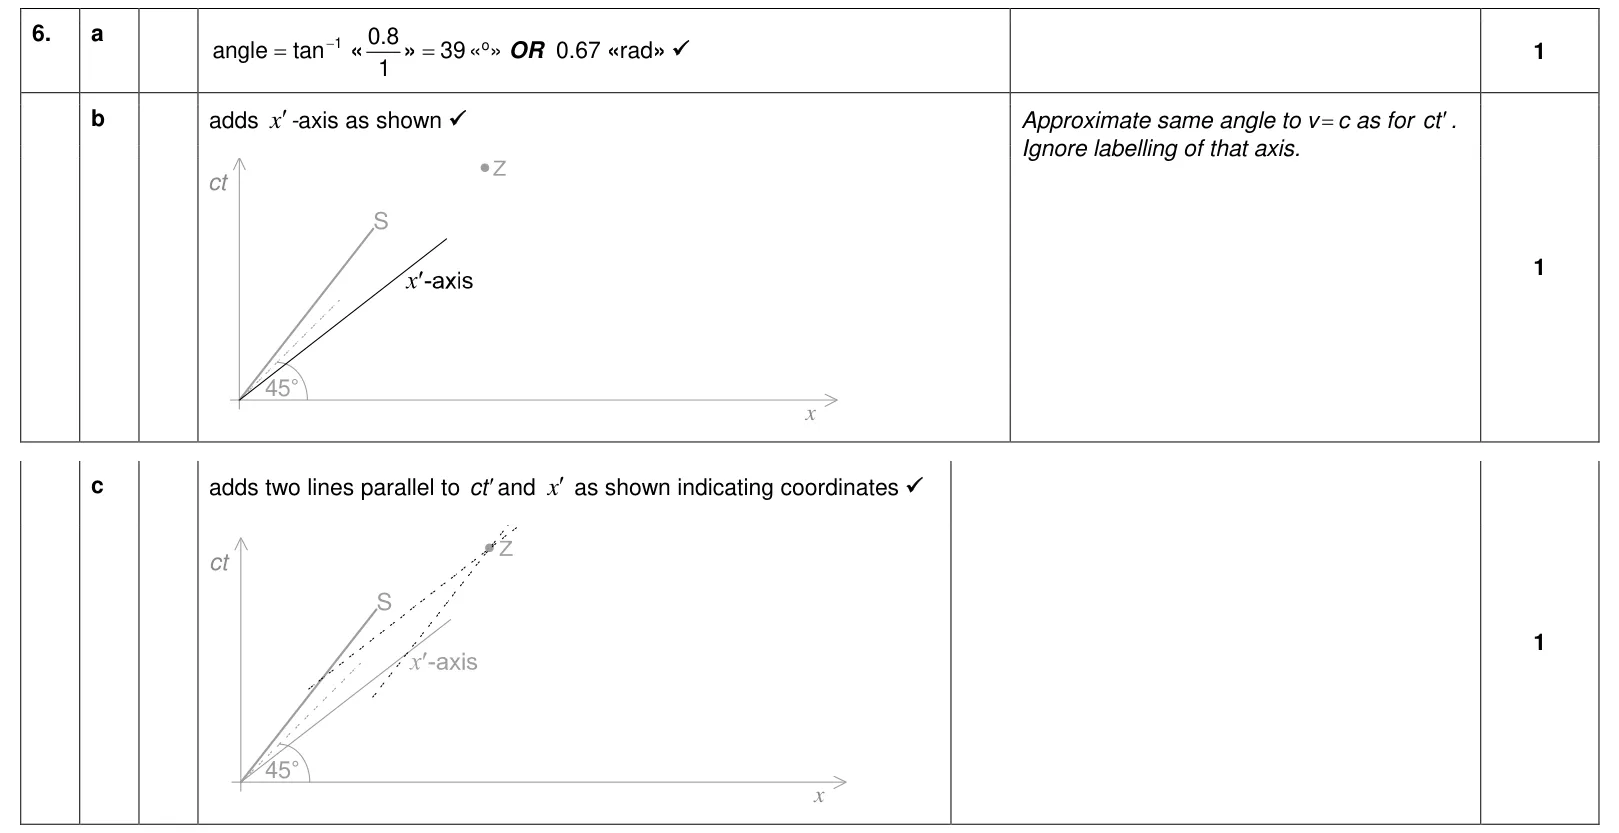 6. a angle = tan⁻¹ «0.8/1» = 39 «°» OR 0.67 «rad» ✓ 1
b adds x′ -axis as shown ✓ Approximate same angle to v= c as for ct′ .
Ignore labelling of that axis.
Z
ct
S
x′-axis
1
45°
x
c adds two lines parallel to ct′ and x′ as shown indicating coordinates ✓
Z
ct
S
1
x′-axis
45°
x